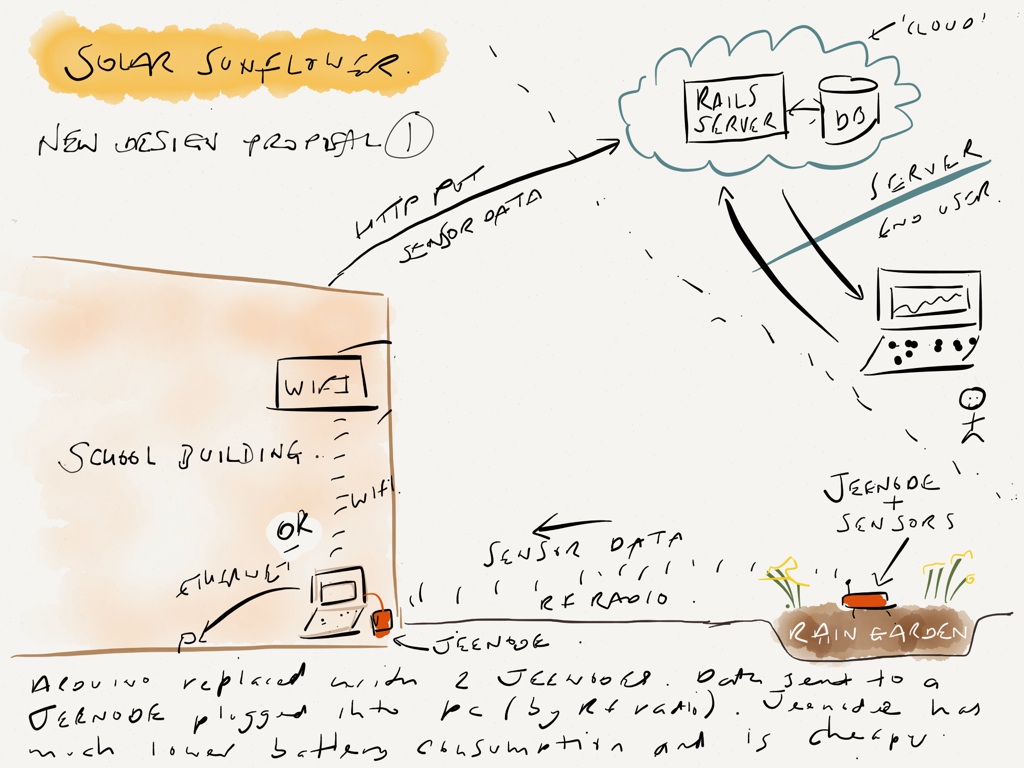 SOLAR SUNFLOWER.
NEW DESIGN PROPOSAL 1
'CLOUD'
RAILS
SERVER
DB
HTTP PUT
SENSOR DATA
SERVER
END USER.
WIFI
SCHOOL BUILDING.
WIFI.
OR
ETHERNET
PC
JEENODE
+
SENSORS
SENSOR DATA
RF RADIO.
JEENODE.
RAIN GARDEN
Arduino replaced with 2 JEENODES. Data sent to a
JEENODE plugged into pc (by RF radio). Jeenode has
much lower battery consumption and is cheap.